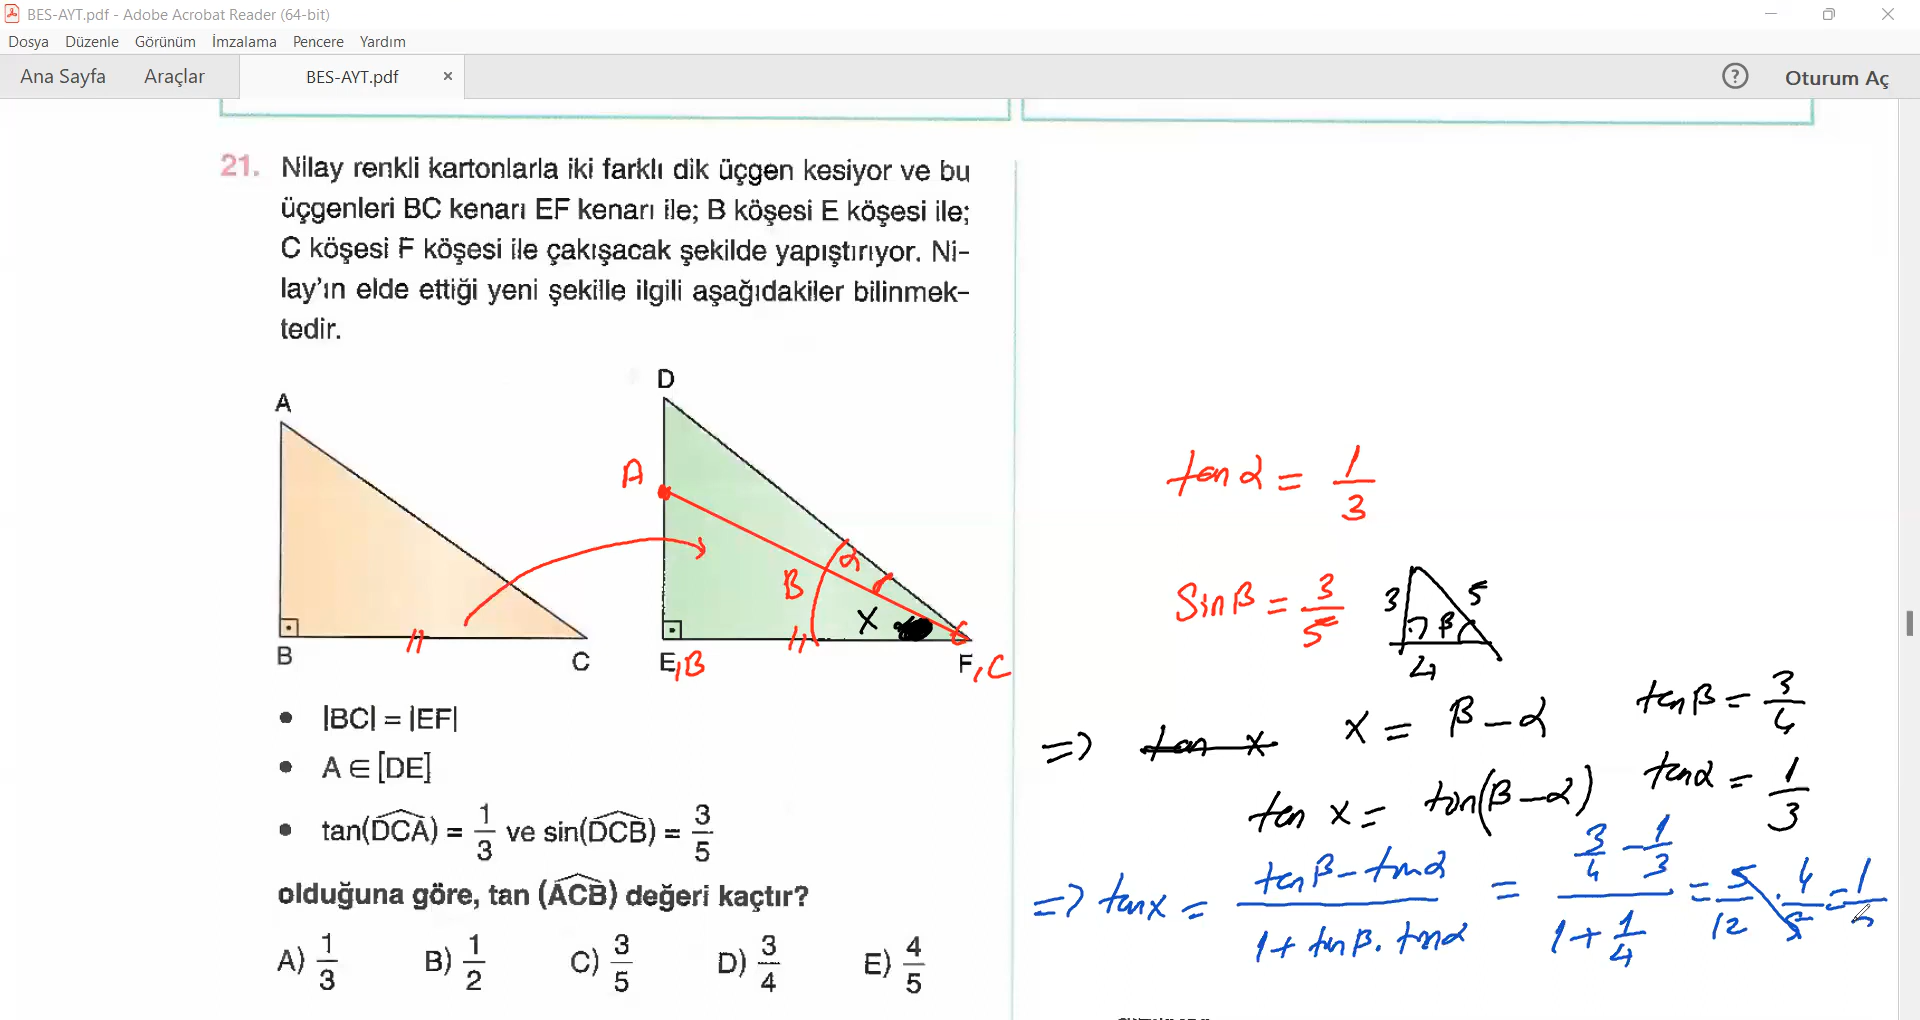 BES-AYT.pdf - Adobe Acrobat Reader (64-bit)
Dosya Düzenle Görünüm İmzalama Pencere Yardım
Ana Sayfa Araçlar BES-AYT.pdf × ? Oturum Aç
21. Nilay renkli kartonlarla iki farklı dik üçgen kesiyor ve bu
üçgenleri BC kenarı EF kenarı ile; B köşesi E köşesi ile;
C köşesi F köşesi ile çakışacak şekilde yapıştırıyor. Ni-
lay'ın elde ettiği yeni şekille ilgili aşağıdakiler bilinmek-
tedir.
A
B
C
D
A
B
α
X
E,B
F,C
• |BC| = |EF|
• A ∈ [DE]
• tan(DCA) = 1/3 ve sin(DCB) = 3/5
olduğuna göre, tan (ACB) değeri kaçtır?
A) 1/3 B) 1/2 C) 3/5 D) 3/4 E) 4/5
tan α = 1/3
Sin β = 3/5
3 5 β 4
=> tan x X = β - α tan β = 3/4
tan X = tan(β - α) tan α = 1/3
=> tan x = (tan β - tan α)/(1 + tan β . tan α) = (3/4 - 1/3)/(1 + 1/4) = 5/12 . 4/5 = 1/